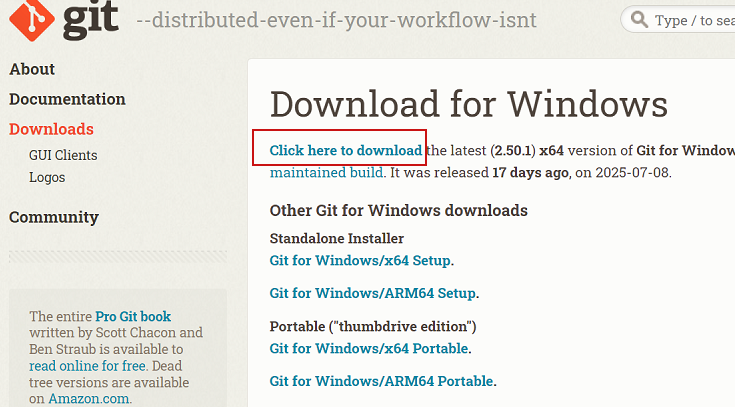 git --distributed-even-if-your-workflow-isnt
Type / to sea
About
Documentation
Downloads
GUI Clients
Logos
Community
The entire Pro Git book
written by Scott Chacon and
Ben Straub is available to
read online for free. Dead
tree versions are available
on Amazon.com.
Download for Windows
Click here to download the latest (2.50.1) x64 version of Git for Window
maintained build. It was released 17 days ago, on 2025-07-08.
Other Git for Windows downloads
Standalone Installer
Git for Windows/x64 Setup.
Git for Windows/ARM64 Setup.
Portable ("thumbdrive edition")
Git for Windows/x64 Portable.
Git for Windows/ARM64 Portable.